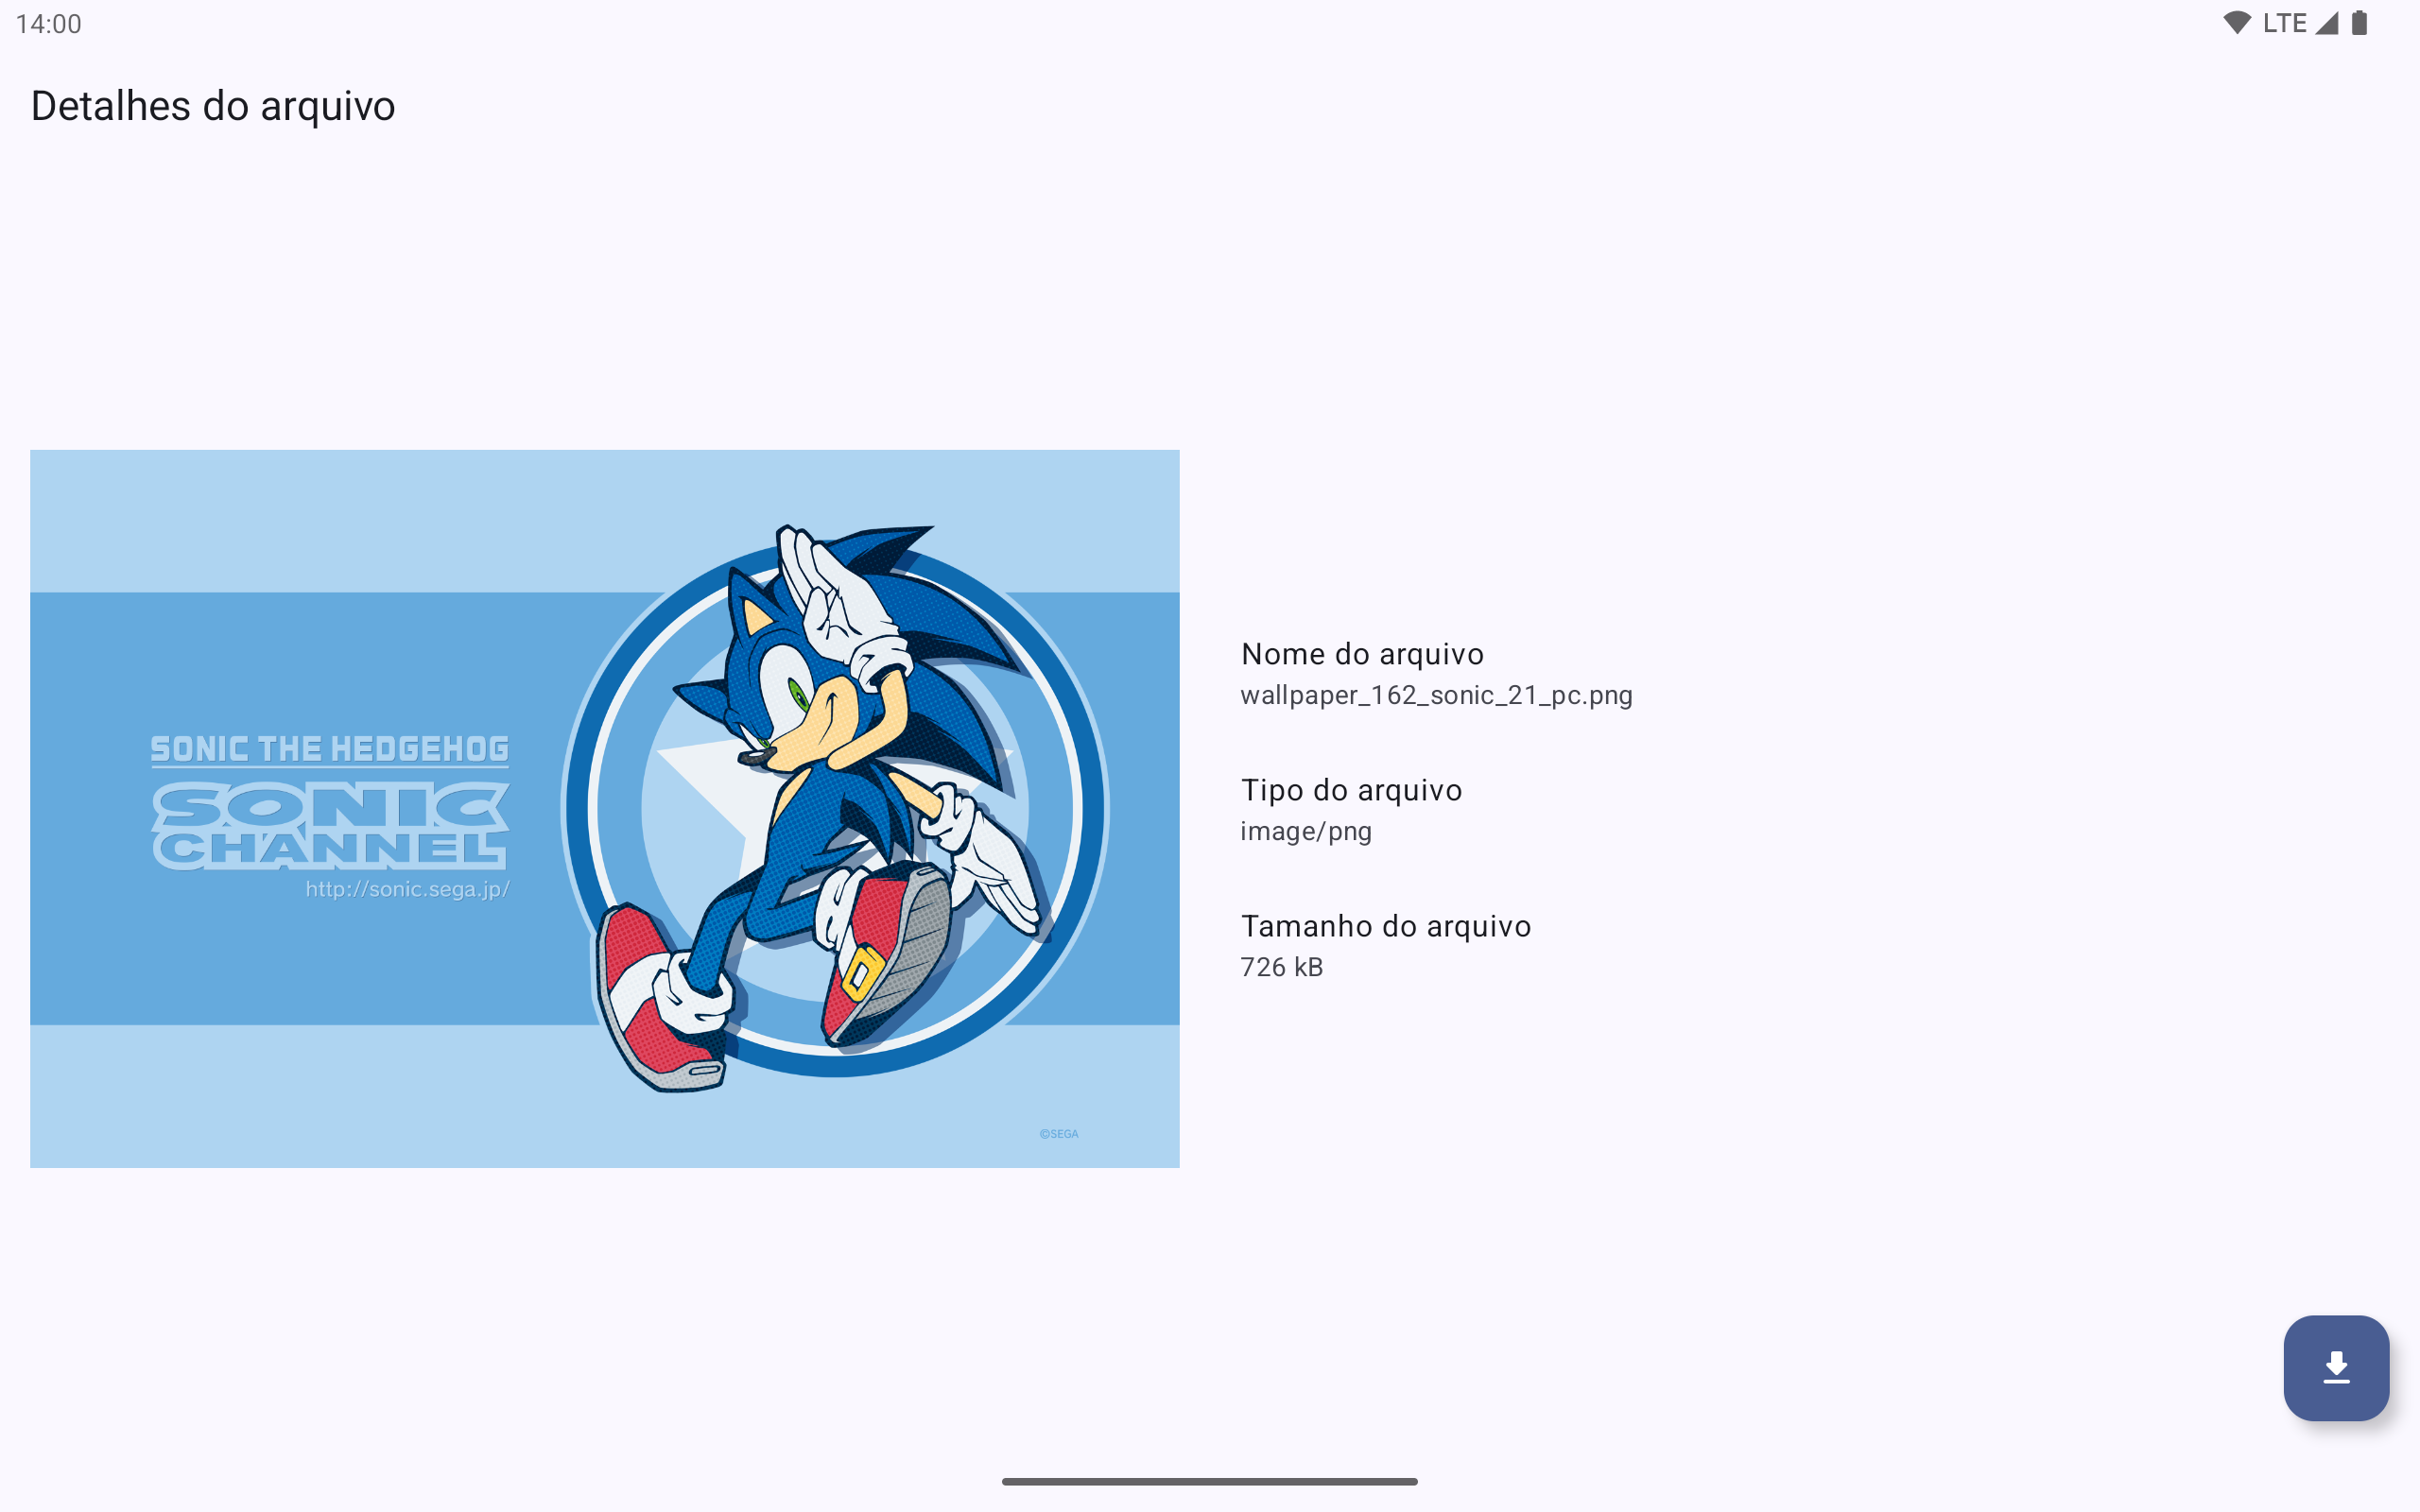 14:00
LTE
Detalhes do arquivo
SONIC THE HEDGEHOG
SONIC
CHANNEL
http://sonic.sega.jp/
©SEGA
Nome do arquivo
wallpaper_162_sonic_21_pc.png
Tipo do arquivo
image/png
Tamanho do arquivo
726 kB